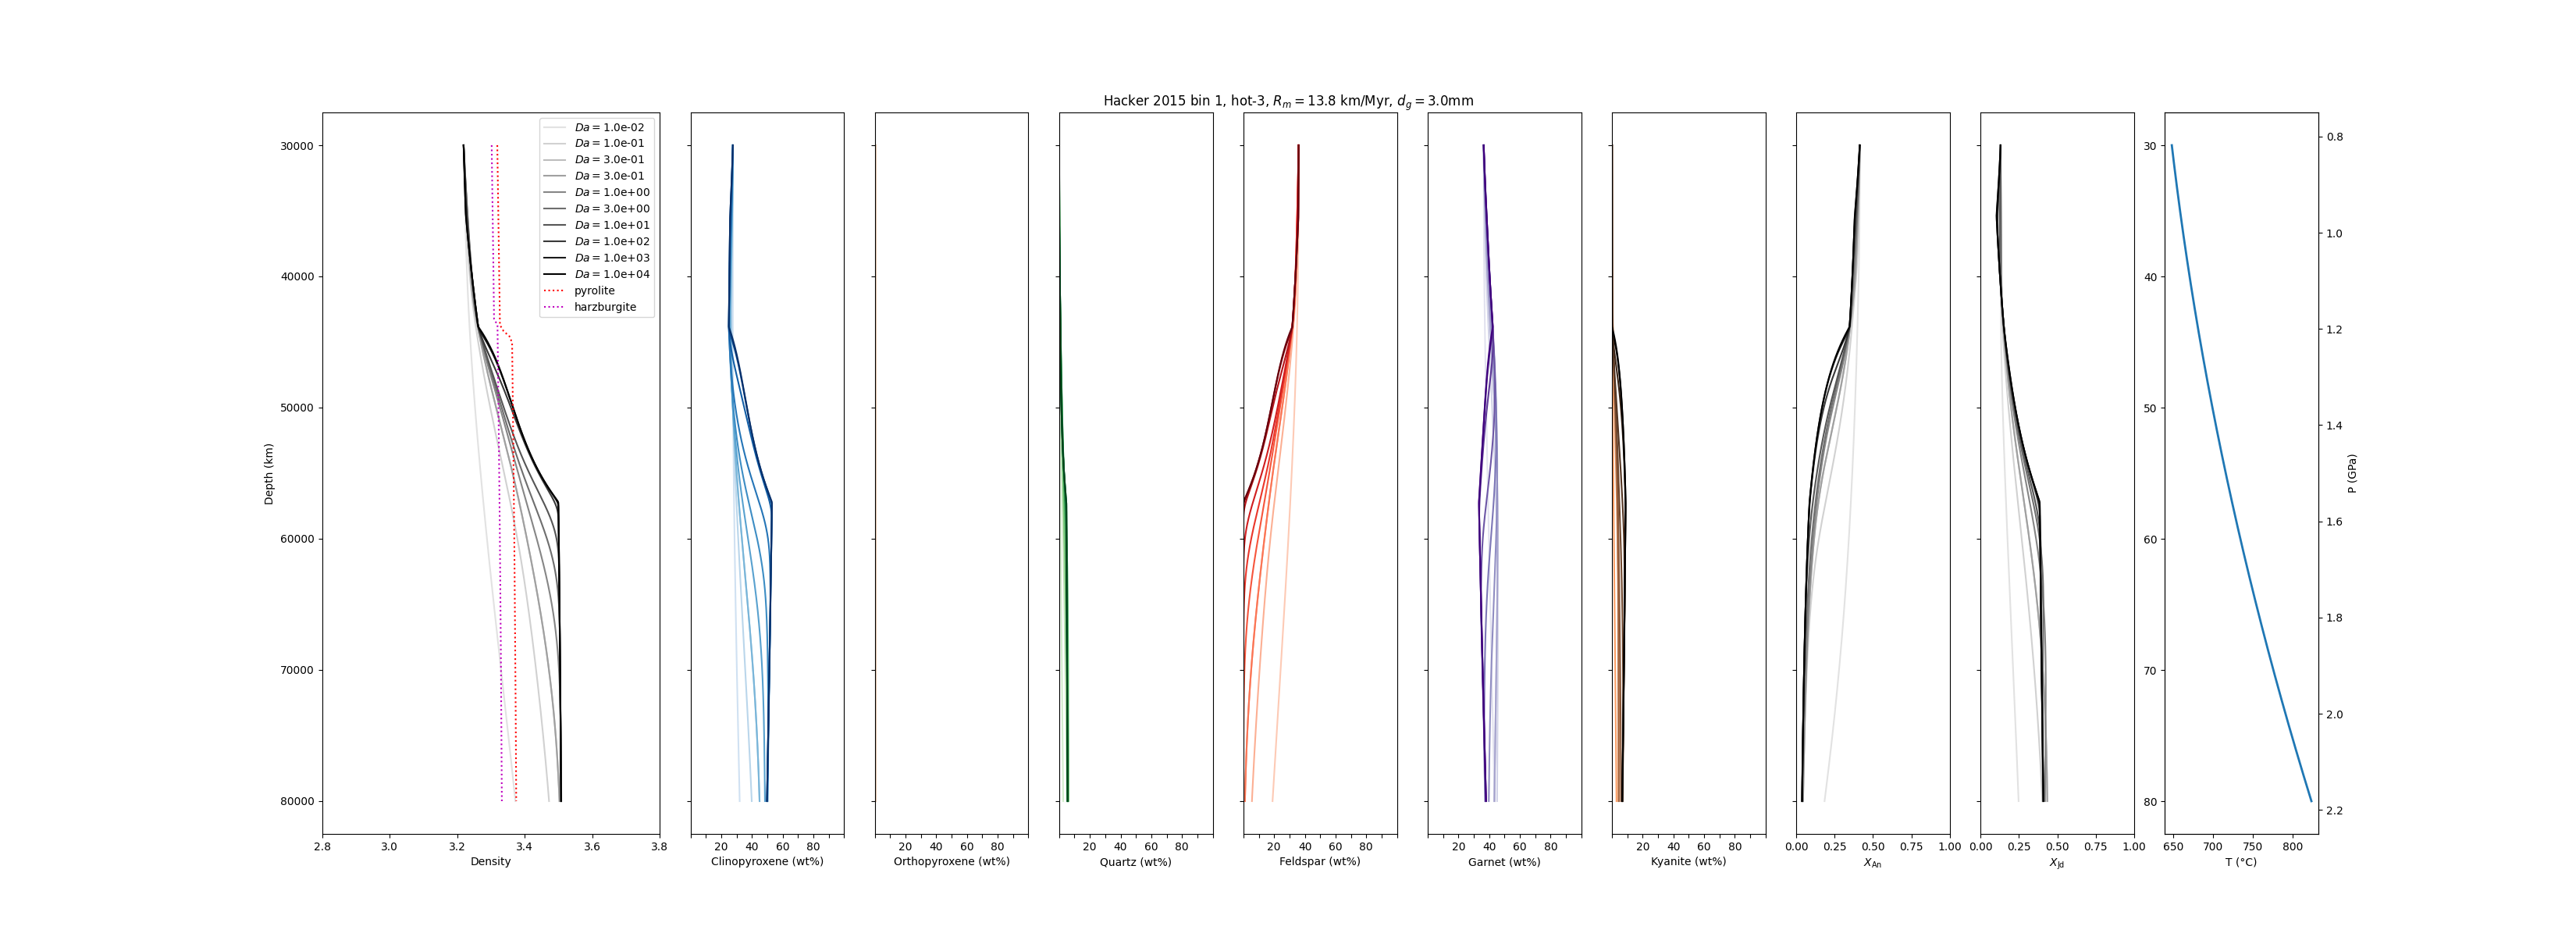 Hacker 2015 bin 1, hot-3, Rm = 13.8 km/Myr, dg = 3.0mm
Da = 1.0e-02
Da = 1.0e-01
Da = 3.0e-01
Da = 3.0e-01
Da = 1.0e+00
Da = 3.0e+00
Da = 1.0e+01
Da = 1.0e+02
Da = 1.0e+03
Da = 1.0e+04
pyrolite
harzburgite
30000
40000
50000
60000
70000
80000
Depth (km)
2.8 3.0 3.2 3.4 3.6 3.8
Density
20 40 60 80
Clinopyroxene (wt%)
20 40 60 80
Orthopyroxene (wt%)
20 40 60 80
Quartz (wt%)
20 40 60 80
Feldspar (wt%)
20 40 60 80
Garnet (wt%)
20 40 60 80
Kyanite (wt%)
0.00 0.25 0.50 0.75 1.00
XAn
0.00 0.25 0.50 0.75 1.00
XJd
30
40
50
60
70
80
650 700 750 800
T (°C)
0.8
1.0
1.2
1.4
1.6
1.8
2.0
2.2
P (GPa)